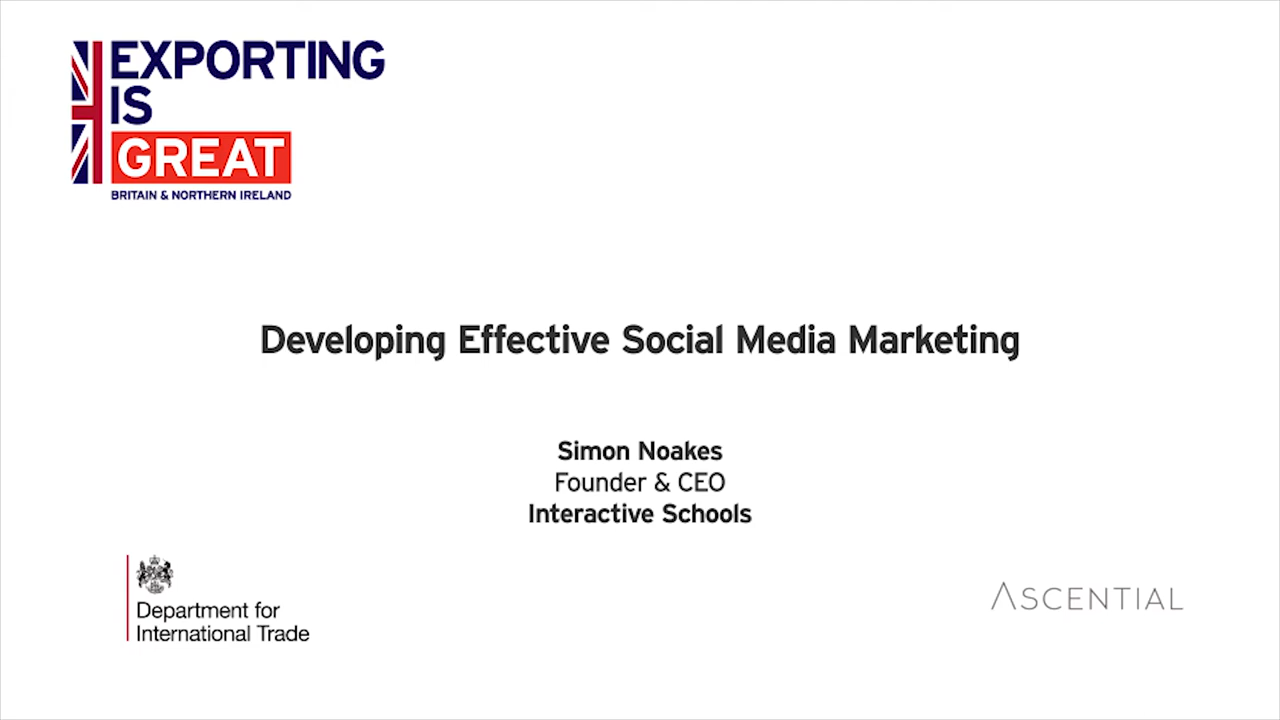 EXPORTING
IS
GREAT
BRITAIN & NORTHERN IRELAND
Developing Effective Social Media Marketing
Simon Noakes
Founder & CEO
Interactive Schools
Department for
International Trade
ASCENTIAL